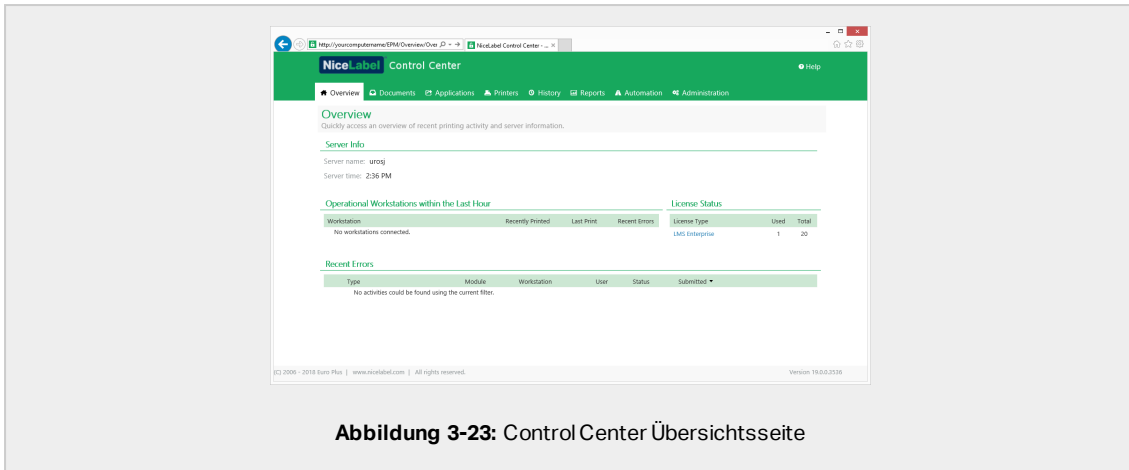 http://yourcomputername/EPM/Overview/Over
NiceLabel Control Center - ...
NiceLabel Control Center
Help
Overview Documents Applications Printers History Reports Automation Administration
Overview
Quickly access an overview of recent printing activity and server information.
Server Info
Server name: urosj
Server time: 2:36 PM
Operational Workstations within the Last Hour
License Status
Workstation Recently Printed Last Print Recent Errors
License Type Used Total
No workstations connected.
LMS Enterprise 1 20
Recent Errors
Type Module Workstation User Status Submitted
No activities could be found using the current filter.
(C) 2006 - 2018 Euro Plus | www.nicelabel.com | All rights reserved.
Version 19.0.0.2536
Abbildung 3-23: Control Center Übersichtsseite